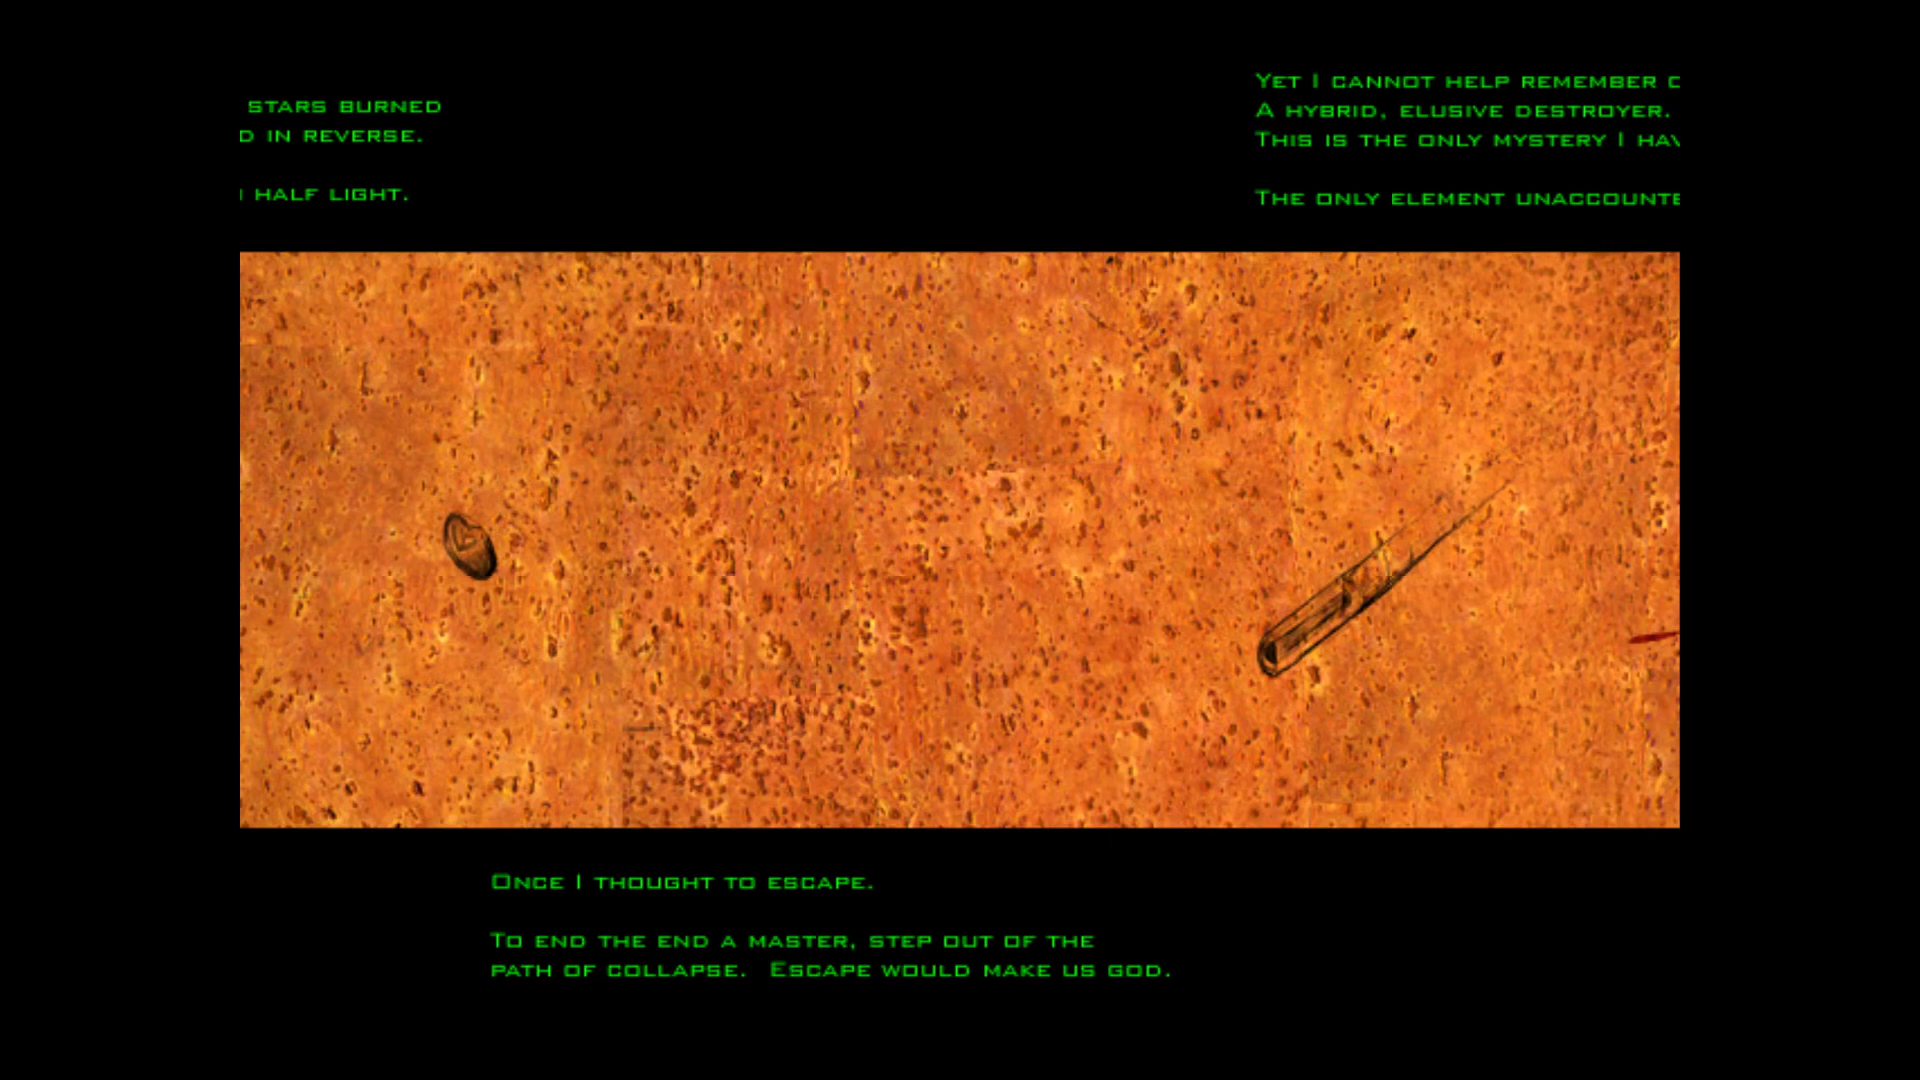 STARS BURNED
D IN REVERSE.
HALF LIGHT.
YET I CANNOT HELP REMEMBER
A HYBRID, ELUSIVE DESTROYER.
THIS IS THE ONLY MYSTERY I
THE ONLY ELEMENT UNACCOUNTE
ONCE I THOUGHT TO ESCAPE.
TO END THE END A MASTER, STEP OUT OF THE
PATH OF COLLAPSE. ESCAPE WOULD MAKE US GOD.